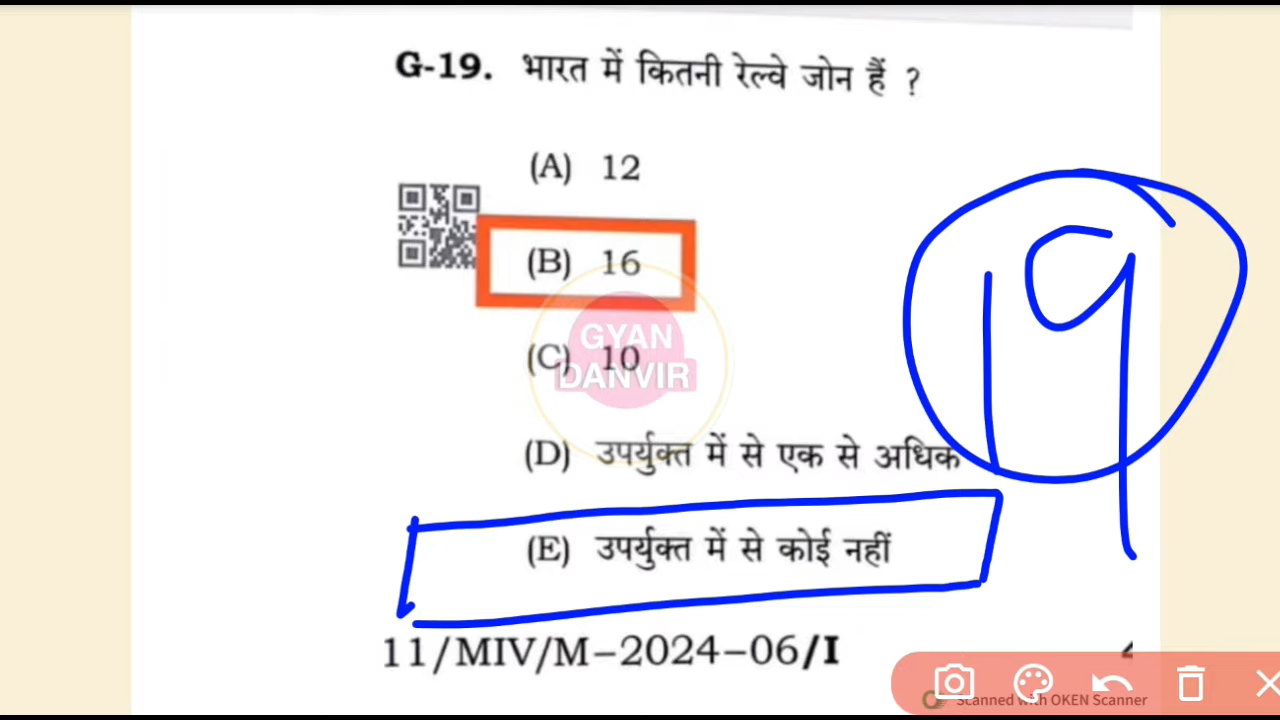 G-19. भारत में कितनी रेल्वे जोन हैं ?
(A) 12
(B) 16
(C) 10
(D) उपर्युक्त में से एक से अधिक
(E) उपर्युक्त में से कोई नहीं
19
GYAN
DANVIR
11/MIV/M–2024–06/I
Scanned with OKEN Scanner